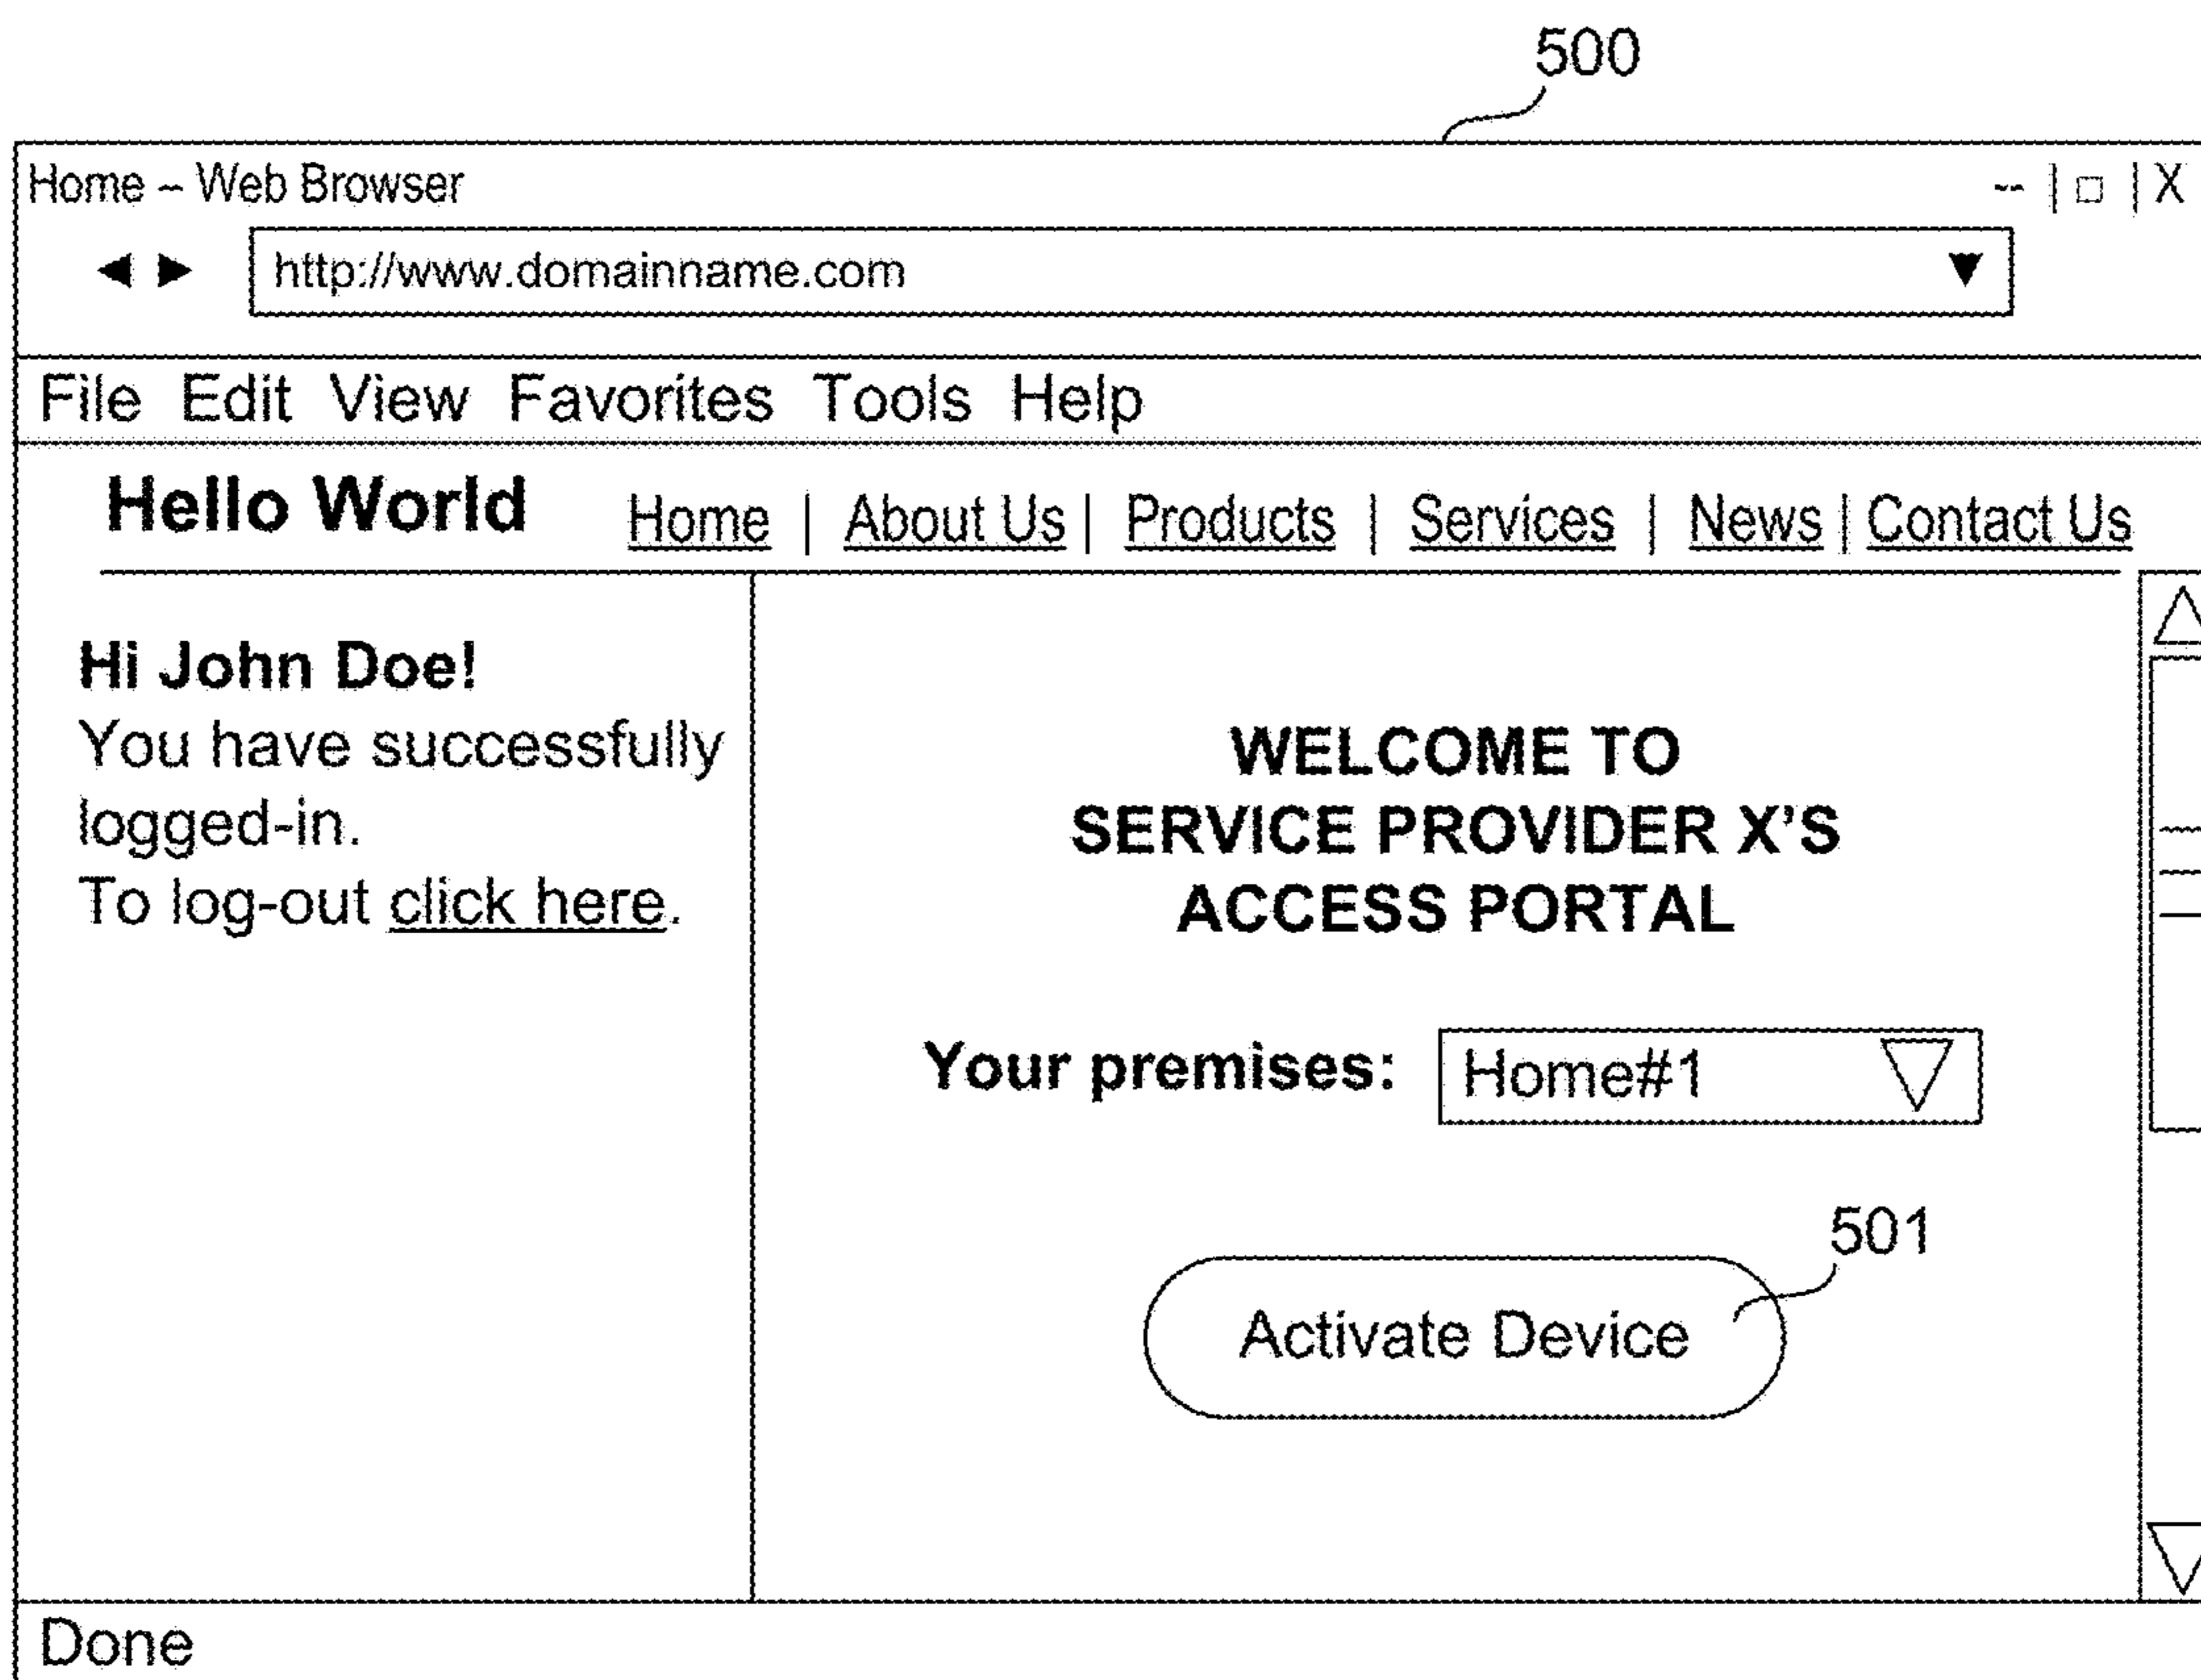 500
Home – Web Browser -- | □ | X
http://www.domainname.com
File Edit View Favorites Tools Help
Hello World Home | About Us | Products | Services | News | Contact Us
Hi John Doe!
You have successfully
logged-in.
To log-out click here.
WELCOME TO
SERVICE PROVIDER X'S
ACCESS PORTAL
Your premises: Home#1
501
Activate Device
Done